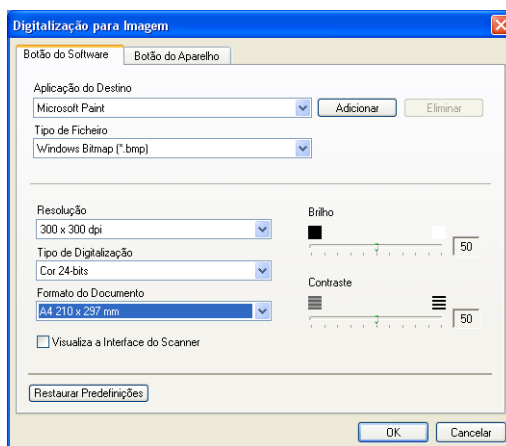 Digitalização para Imagem
Botão do Software Botão do Aparelho
Aplicação do Destino
Microsoft Paint Adicionar Eliminar
Tipo de Ficheiro
Windows Bitmap (*.bmp)
Resolução Brilho
300 x 300 dpi
50
Tipo de Digitalização
Cor 24-bits
Contraste
Formato do Documento
A4 210 x 297 mm
50
Visualiza a Interface do Scanner
Restaurar Predefinições
OK Cancelar